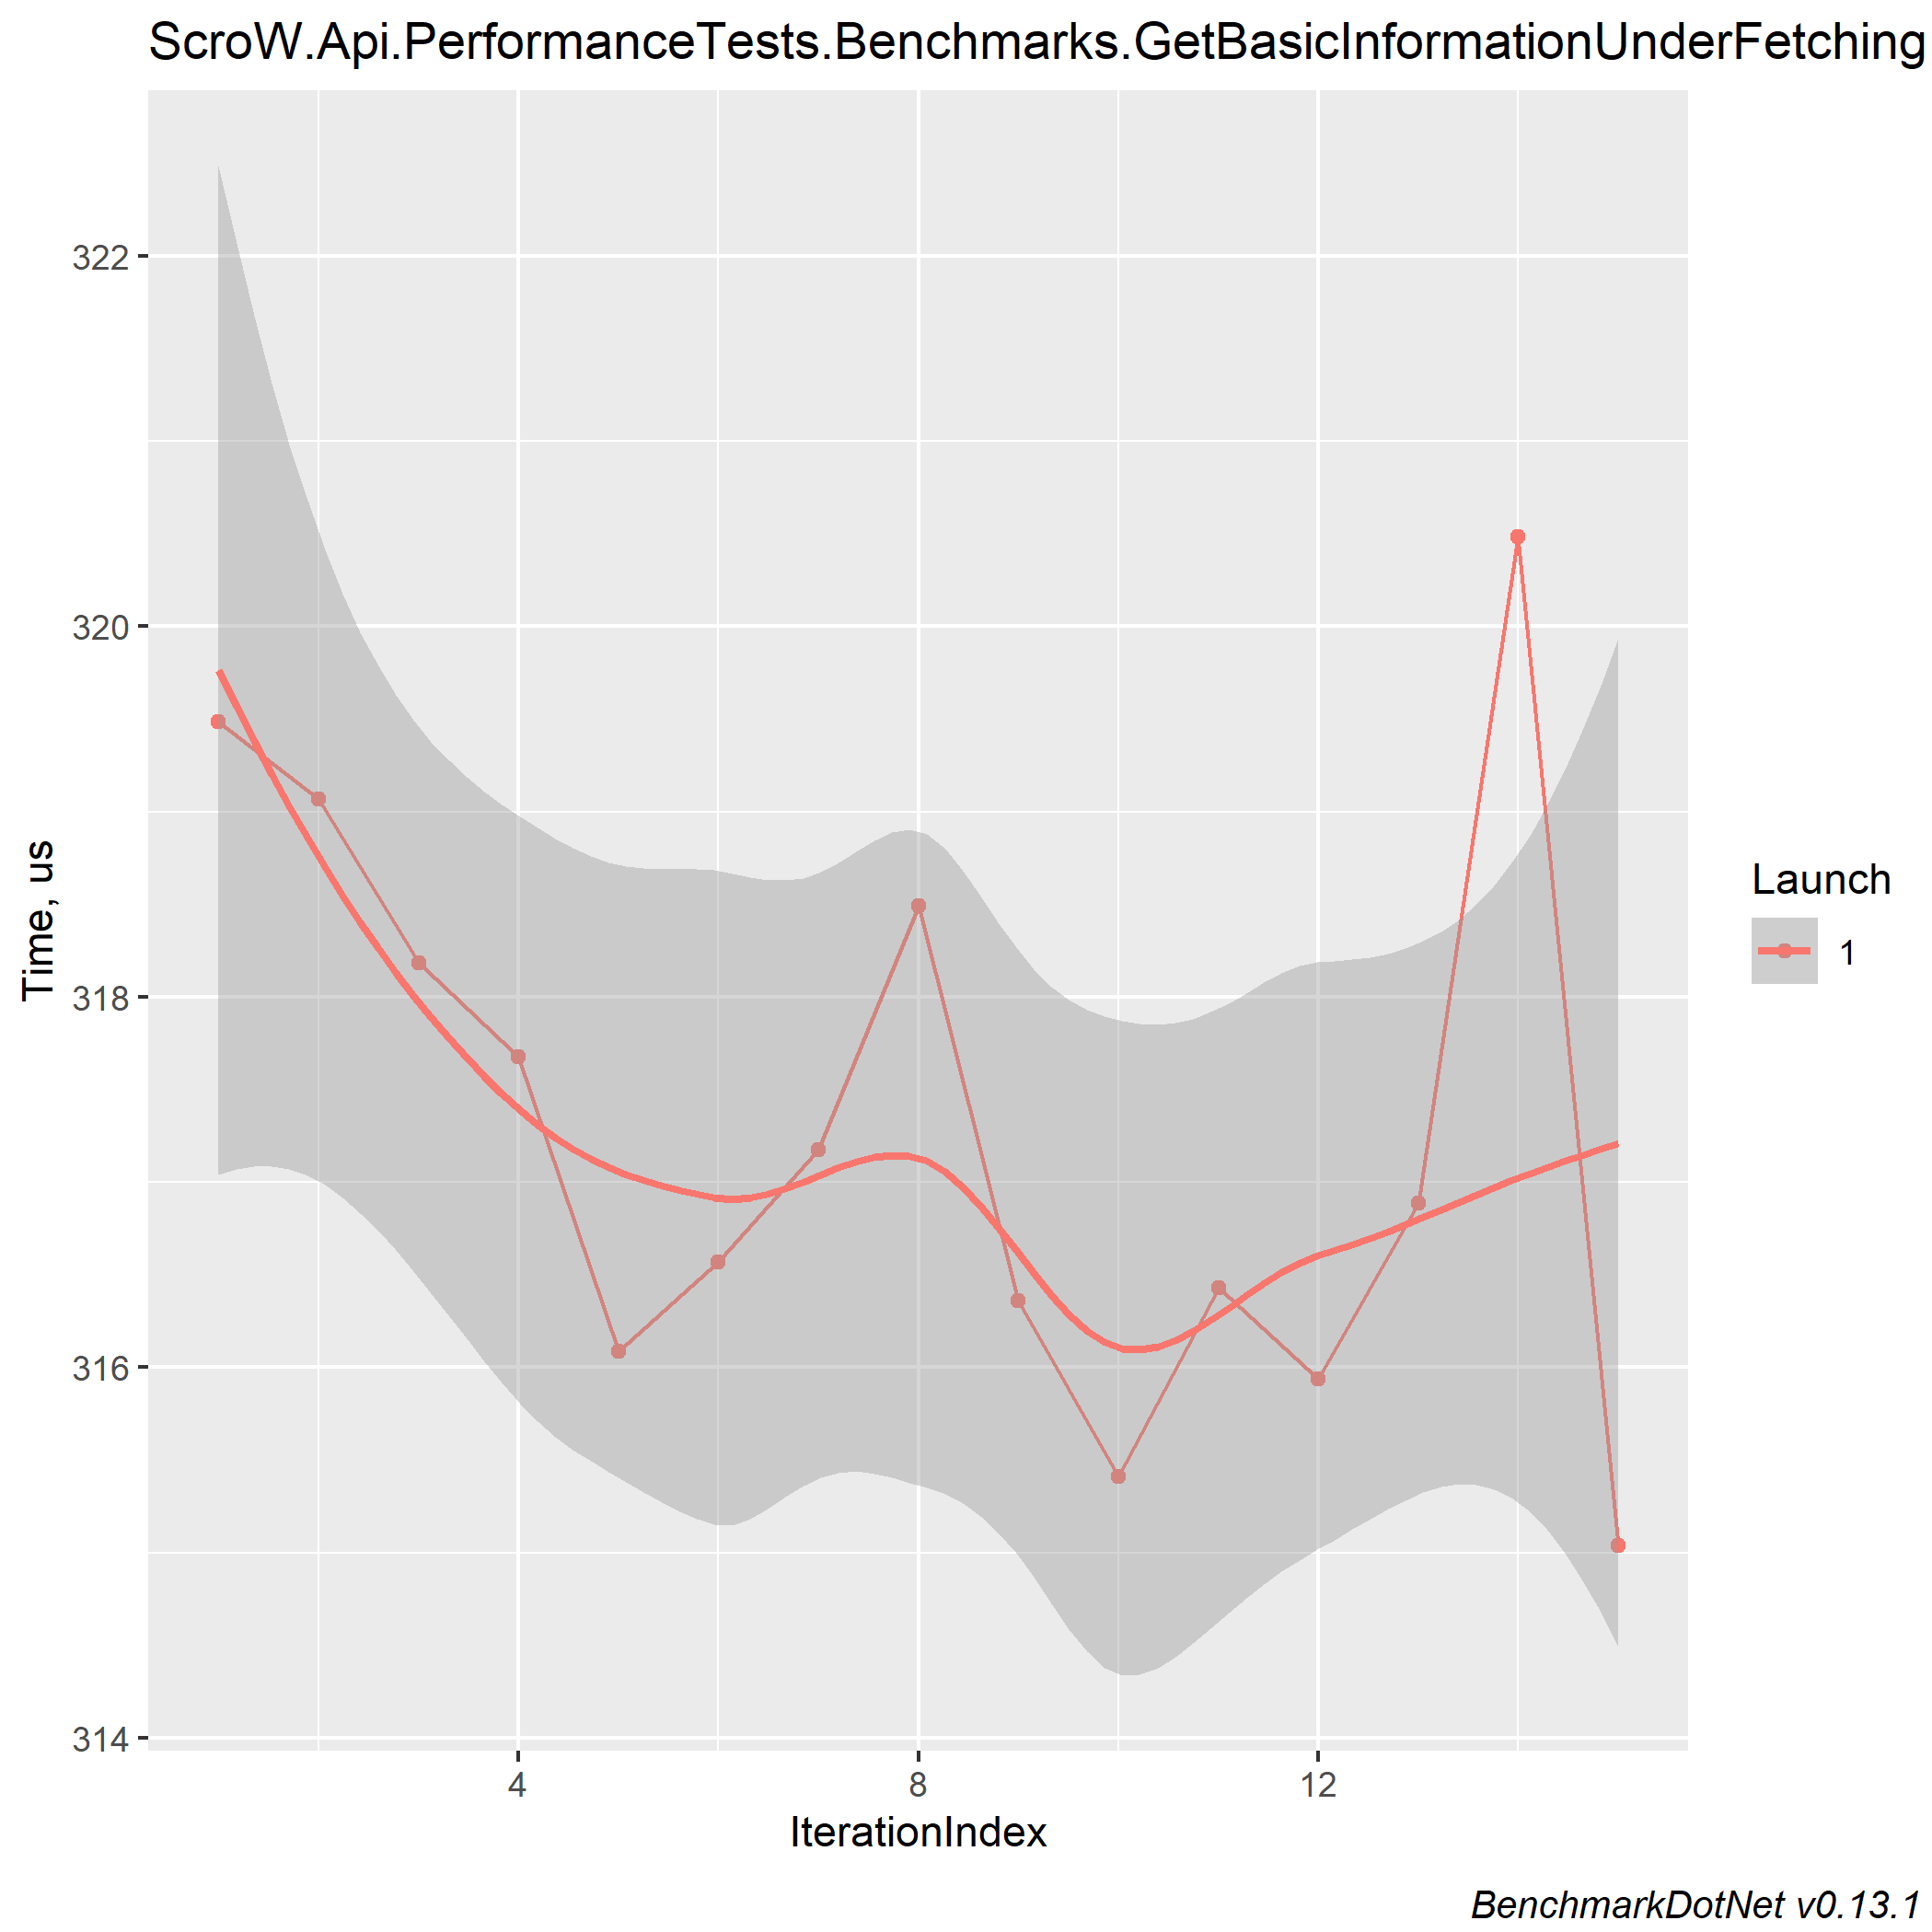 ScroW.Api.PerformanceTests.Benchmarks.GetBasicInformationUnderFetching
322
320
318
316
314
Time, us
4
8
12
IterationIndex
Launch
1
BenchmarkDotNet v0.13.1